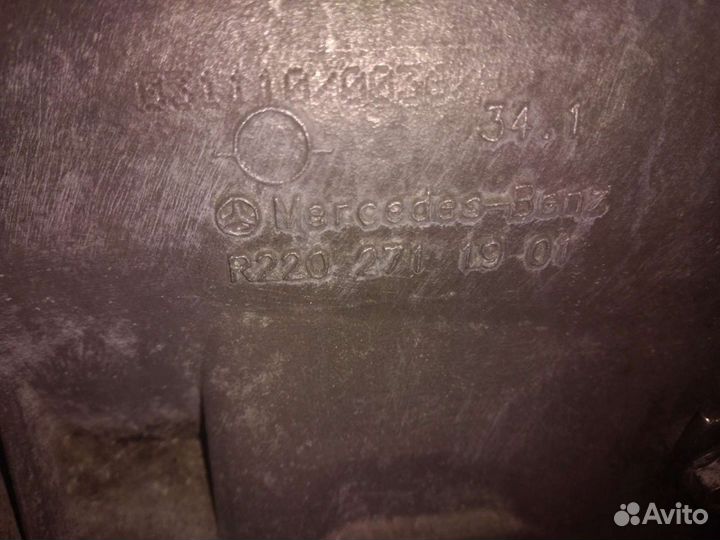 34.1
Mercedes-Benz
R220 271 19 01
Avito